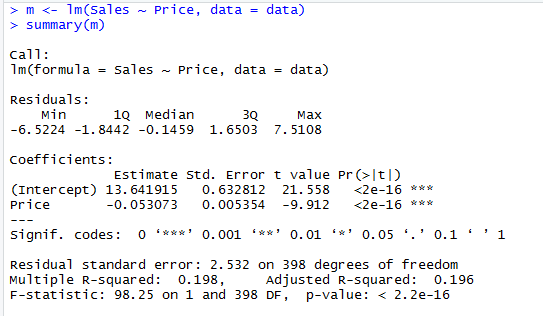 > m <- lm(Sales ~ Price, data = data)
> summary(m)
Call:
lm(formula = Sales ~ Price, data = data)
Residuals:
    Min      1Q  Median      3Q     Max
-6.5224 -1.8442 -0.1459  1.6503  7.5108
Coefficients:
             Estimate Std. Error t value Pr(>|t|)
(Intercept) 13.641915   0.632812  21.558   <2e-16 ***
Price       -0.053073   0.005354  -9.912   <2e-16 ***
---
Signif. codes:  0 ‘***’ 0.001 ‘**’ 0.01 ‘*’ 0.05 ‘.’ 0.1 ‘ ’ 1
Residual standard error: 2.532 on 398 degrees of freedom
Multiple R-squared:  0.198,	Adjusted R-squared:  0.196
F-statistic: 98.25 on 1 and 398 DF,  p-value: < 2.2e-16